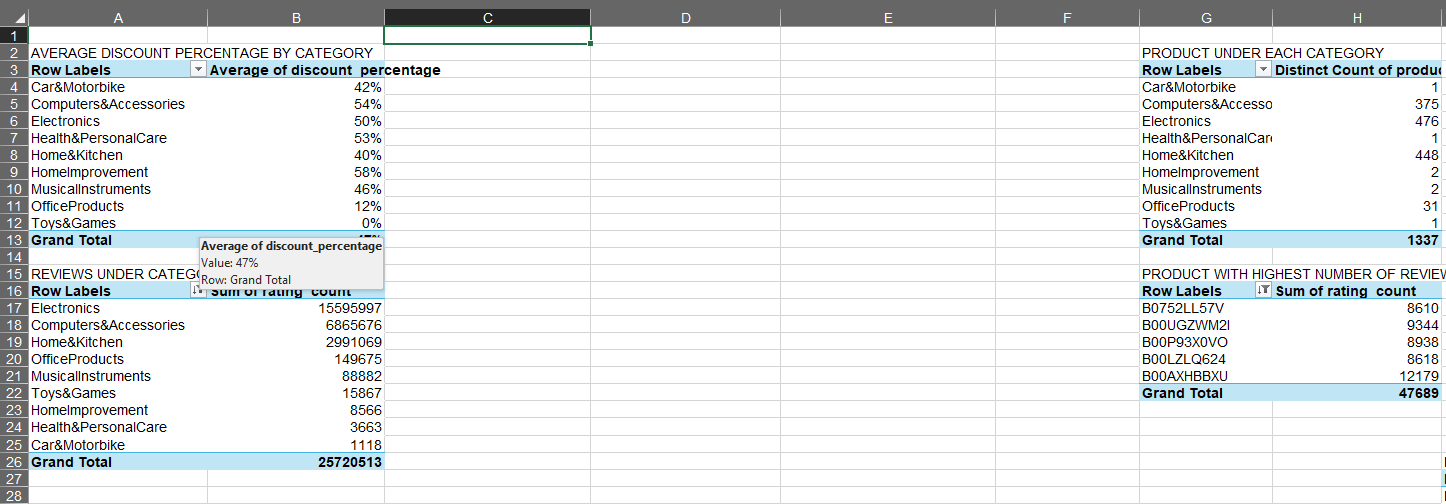 A B C D E F G H
1
2 AVERAGE DISCOUNT PERCENTAGE BY CATEGORY PRODUCT UNDER EACH CATEGORY
3 Row Labels Average of discount_percentage Row Labels Distinct Count of produc
4 Car&Motorbike 42% Car&Motorbike 1
5 Computers&Accessories 54% Computers&Accesso 375
6 Electronics 50% Electronics 476
7 Health&PersonalCare 53% Health&PersonalCar 1
8 Home&Kitchen 40% Home&Kitchen 448
9 HomeImprovement 58% HomeImprovement 2
10 MusicalInstruments 46% MusicalInstruments 2
11 OfficeProducts 12% OfficeProducts 31
12 Toys&Games 0% Toys&Games 1
13 Grand Total Grand Total 1337
Average of discount_percentage
Value: 47%
Row: Grand Total
14
15 REVIEWS UNDER CATEG PRODUCT WITH HIGHEST NUMBER OF REVIEW
16 Row Labels Sum of rating_count Row Labels Sum of rating_count
17 Electronics 15595997 B0752LL57V 8610
18 Computers&Accessories 6865676 B00UGZWM2I 9344
19 Home&Kitchen 2991069 B00P93X0VO 8938
20 OfficeProducts 149675 B00LZLQ624 8618
21 MusicalInstruments 88882 B00AXHBBXU 12179
22 Toys&Games 15867 Grand Total 47689
23 HomeImprovement 8566
24 Health&PersonalCare 3663
25 Car&Motorbike 1118
26 Grand Total 25720513
27
28